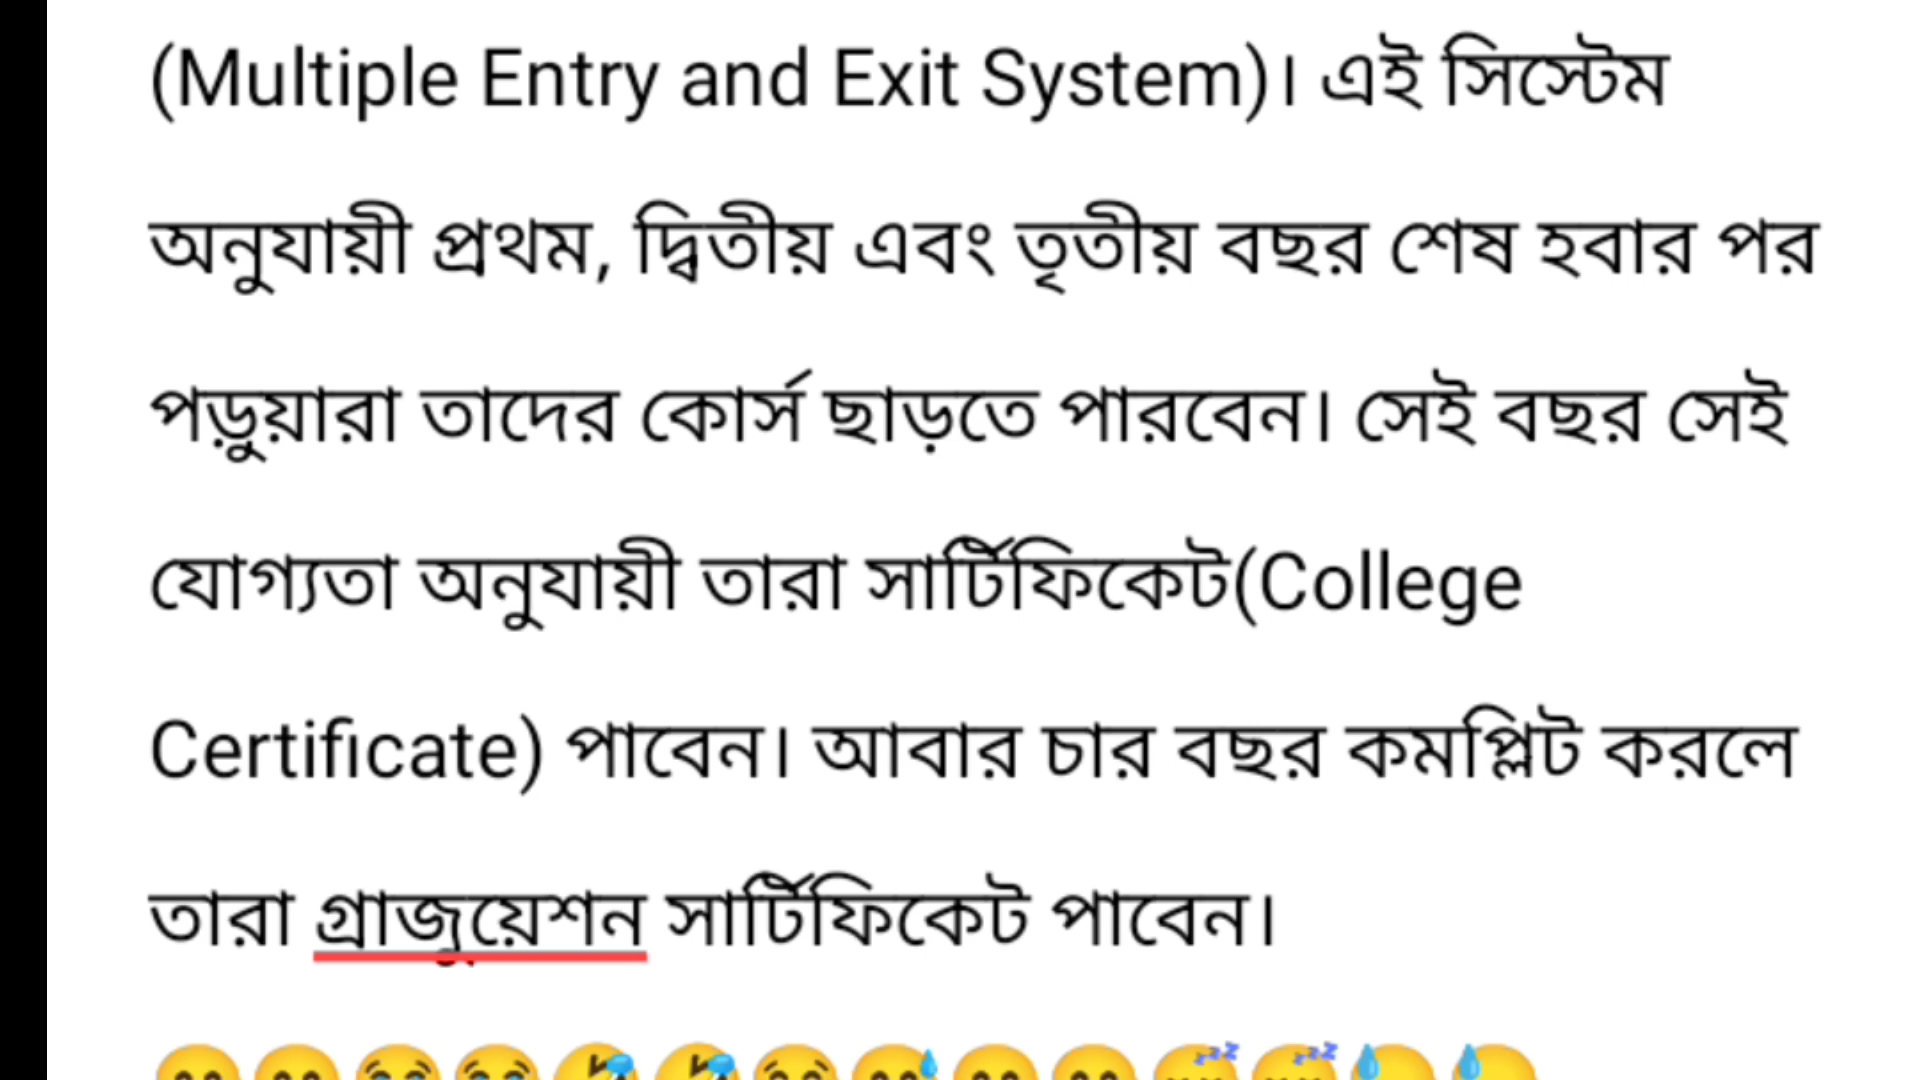 (Multiple Entry and Exit System)। এই সিস্টেম
অনুযায়ী প্রথম, দ্বিতীয় এবং তৃতীয় বছর শেষ হবার পর
পড়ুয়ারা তাদের কোর্স ছাড়তে পারবেন। সেই বছর সেই
যোগ্যতা অনুযায়ী তারা সার্টিফিকেট(College
Certificate) পাবেন। আবার চার বছর কমপ্লিট করলে
তারা গ্রাজুয়েশন সার্টিফিকেট পাবেন।